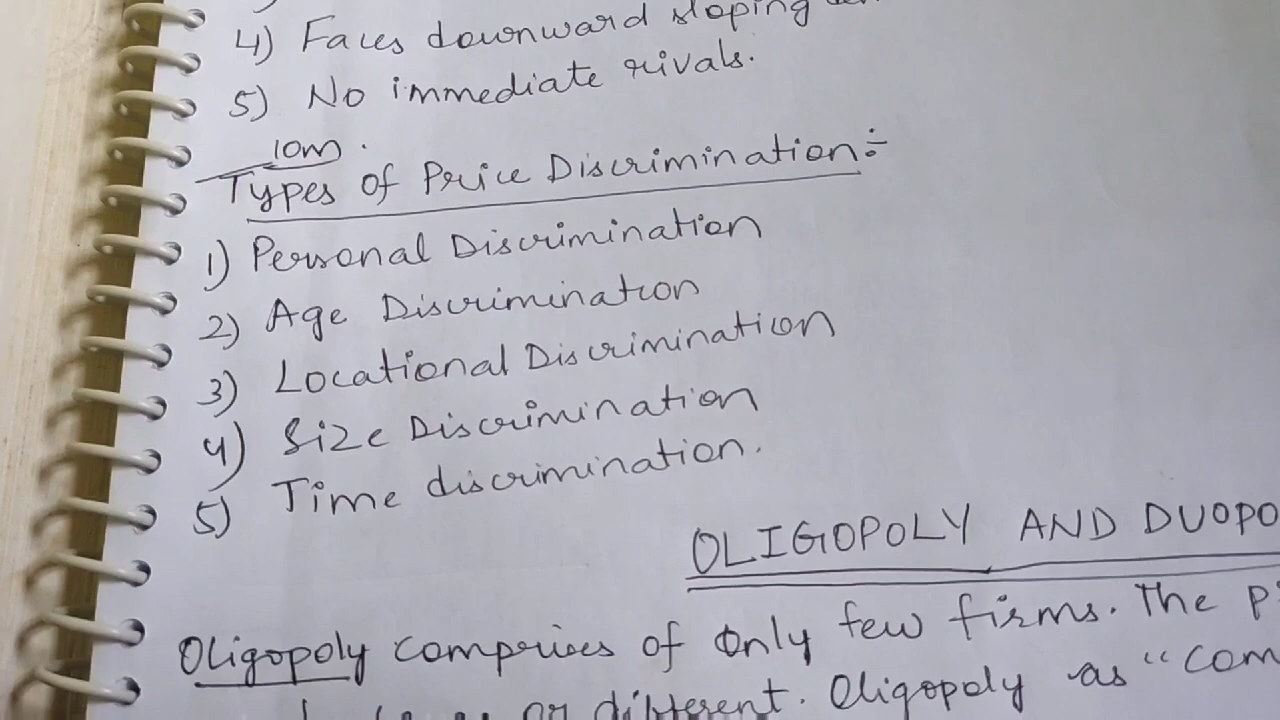 4) Faces downward sloping
5) No immediate rivals.
10m.
Types of Price Discrimination:-
1) Personal Discrimination
2) Age Discrimination
3) Locational Discrimination
4) Size Discrimination
5) Time discrimination.
OLIGOPOLY AND DUOPO
Oligopoly comprises of only few firms. The
or different. Oligopoly as "Com